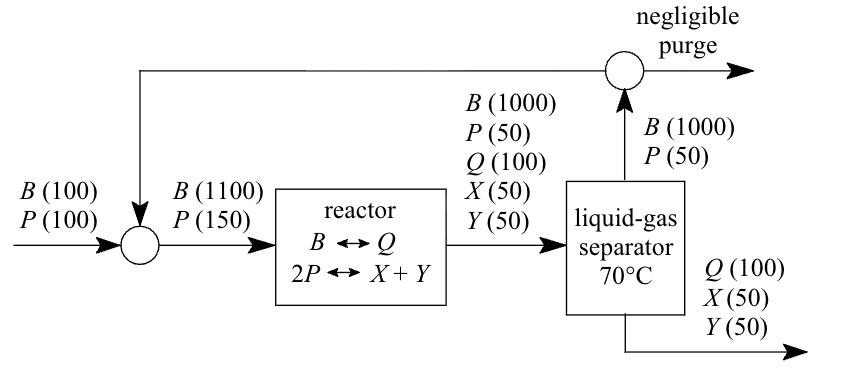 negligible
purge
B (1000)
P (50)
Q (100)
X (50)
Y (50)
B (1000)
P (50)
B (100)
P (100)
B (1100)
P (150)
reactor
B ↔ Q
2P ↔ X + Y
liquid-gas
separator
70°C
Q (100)
X (50)
Y (50)